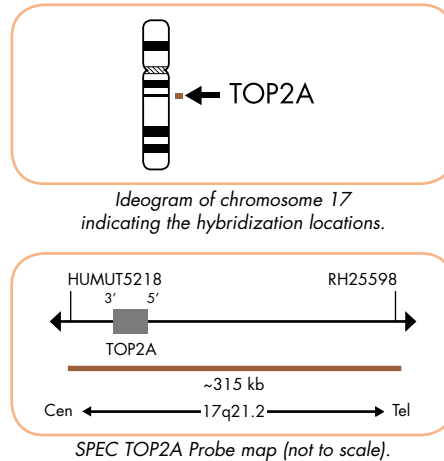 TOP2A
Ideogram of chromosome 17
indicating the hybridization locations.
HUMUT5218 RH25598
3’ 5’
TOP2A
~315 kb
Cen 17q21.2 Tel
SPEC TOP2A Probe map (not to scale).